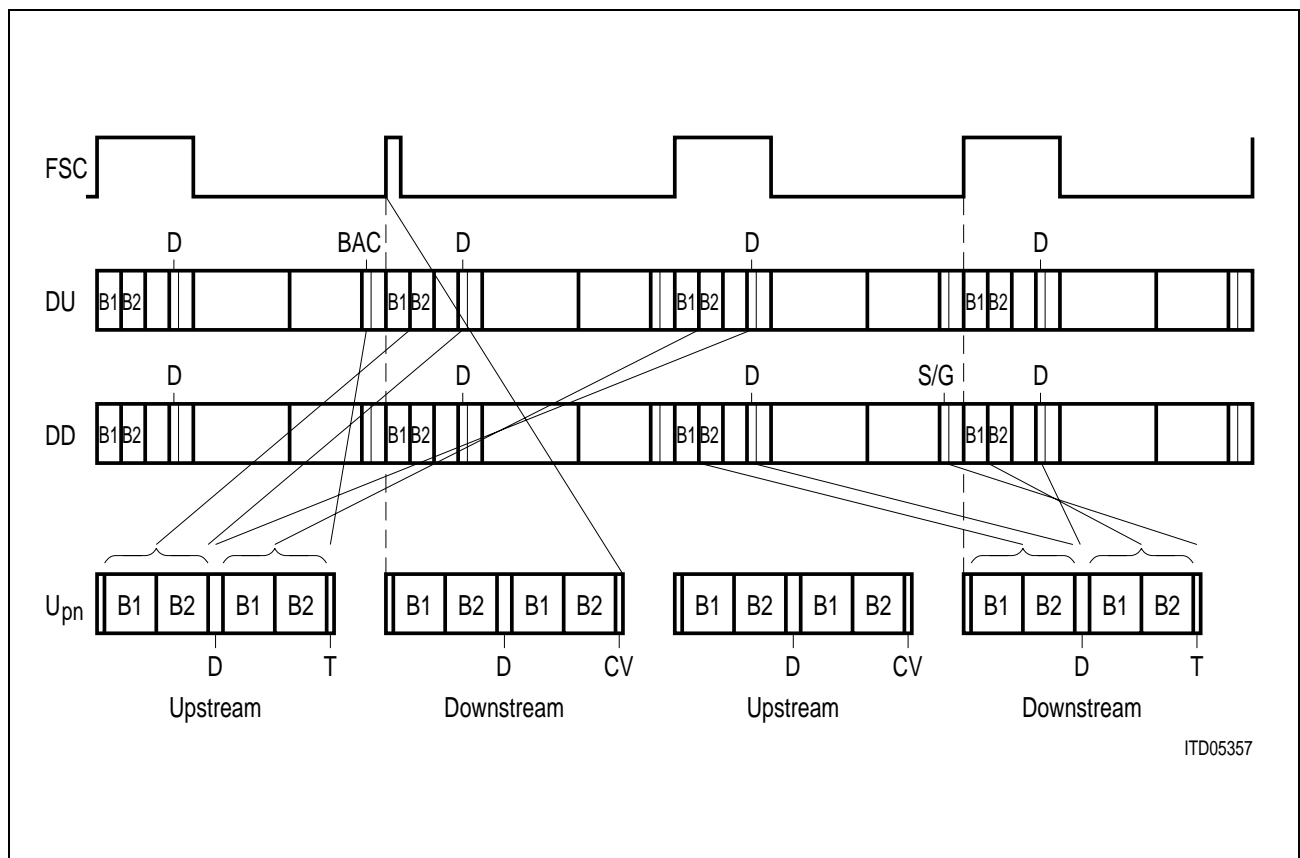 FSC
D BAC D D D
DU B1 B2 B1 B2 B1 B2 B1 B2
D D D S/G D
DD B1 B2 B1 B2 B1 B2 B1 B2
Upn B1 B2 B1 B2 B1 B2 B1 B2 B1 B2 B1 B2 B1 B2 B1 B2
D T D CV D CV D T
Upstream Downstream Upstream Downstream
ITD05357